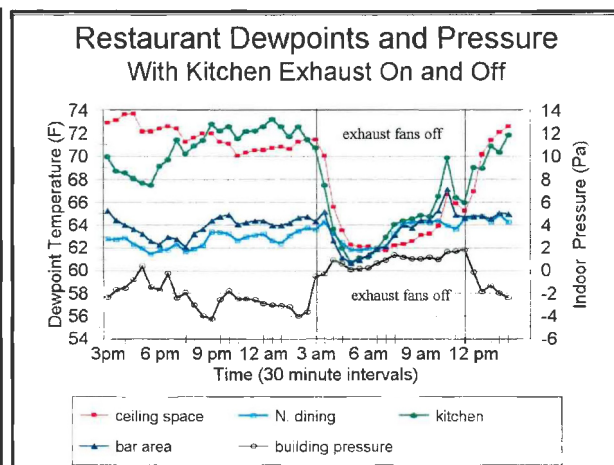 Restaurant Dewpoints and Pressure
With Kitchen Exhaust On and Off
Dewpoint Temperature (F)
74
72
70
68
66
64
62
60
58
56
54
exhaust fans off
exhaust fans off
14
12
10
8
6
4
2
0
-2
-4
-6
Indoor Pressure (Pa)
3pm 6 pm 9 pm 12 am 3 am 6 am 9 am 12 pm
Time (30 minute intervals)
ceiling space N. dining kitchen
bar area building pressure